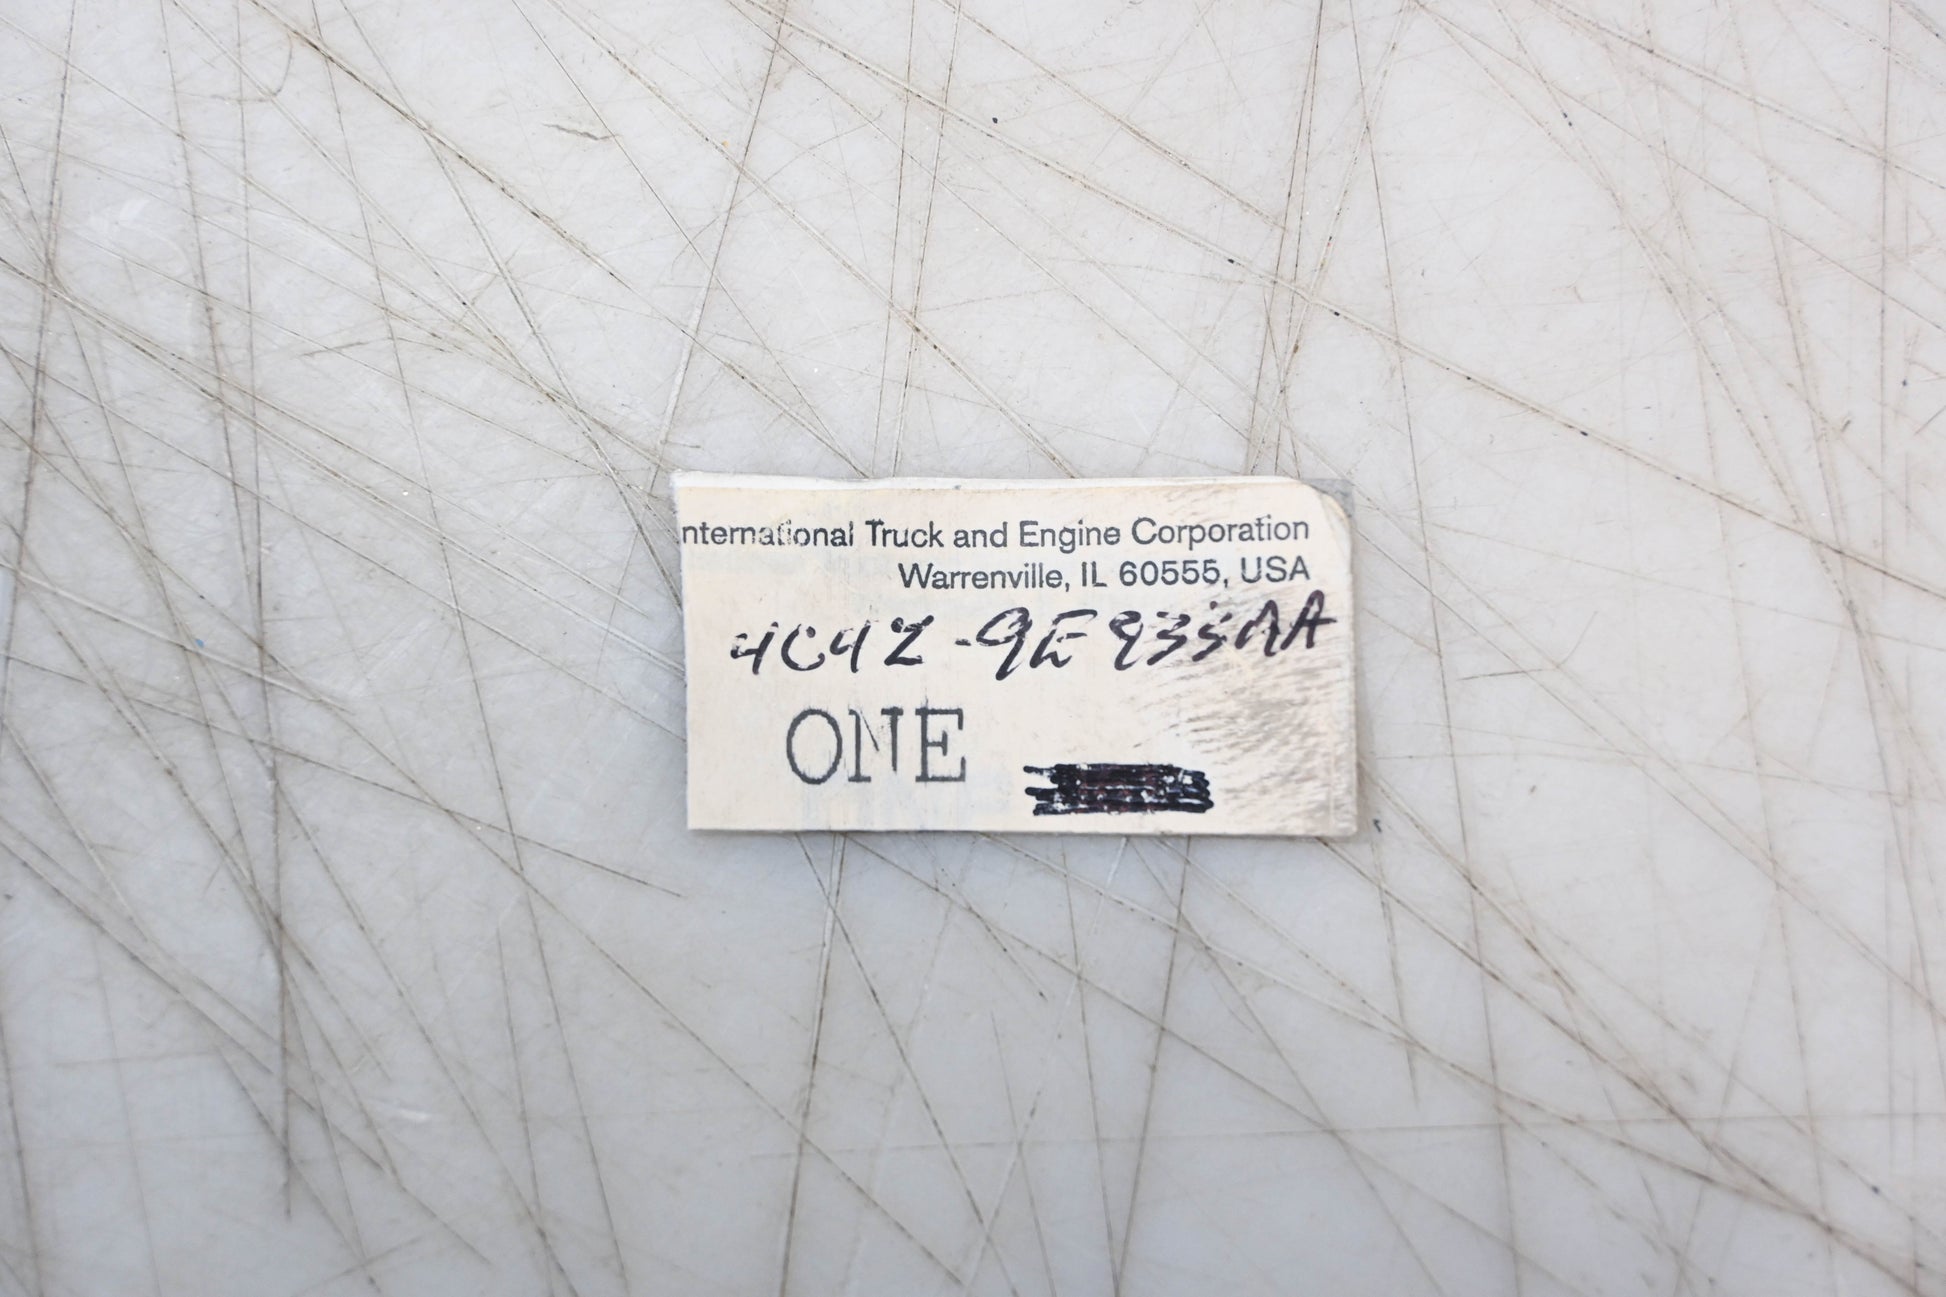 nternational Truck and Engine Corporation
Warrenville, IL 60555, USA
4C4Z-9E933AA
ONE